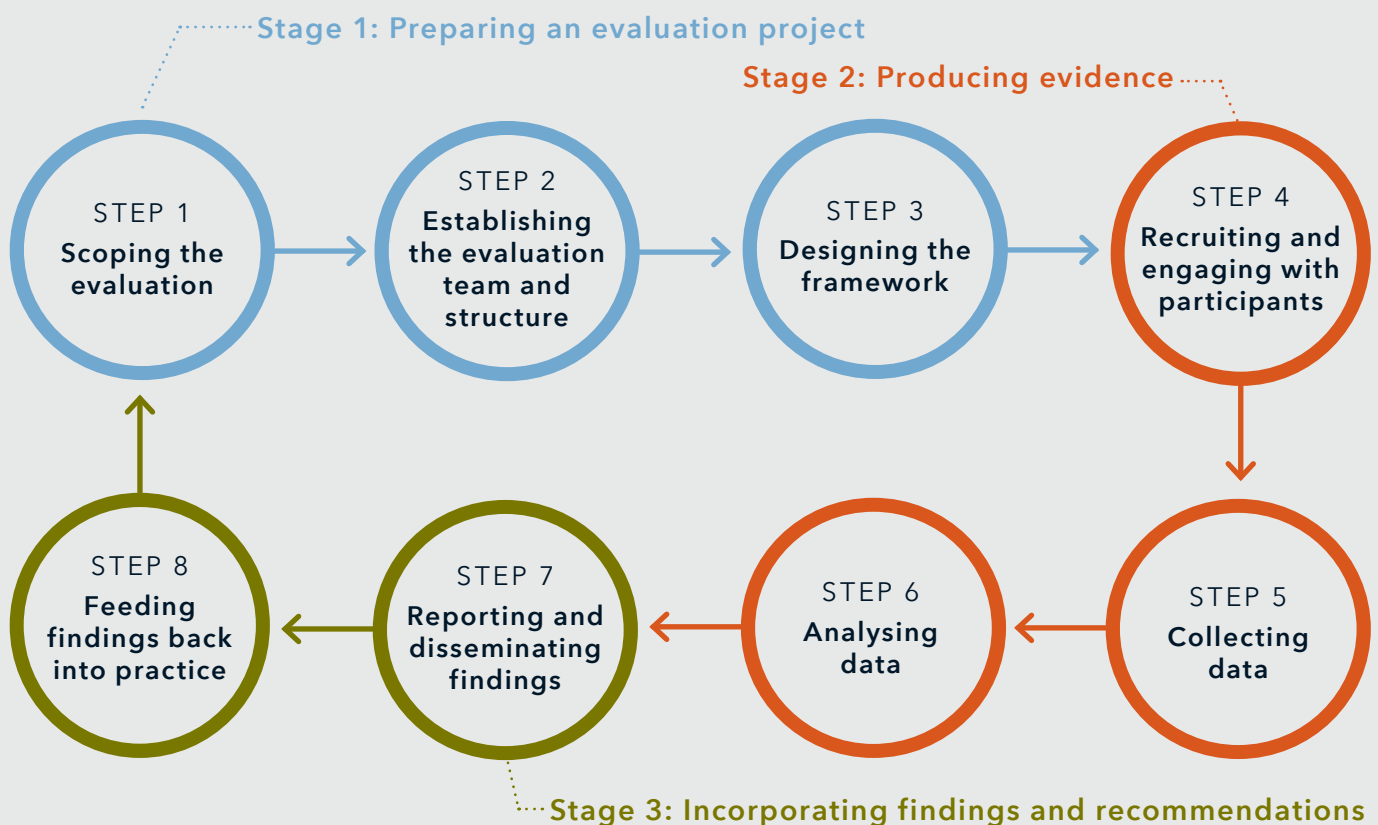 Stage 1: Preparing an evaluation project
Stage 2: Producing evidence
STEP 1
Scoping the
evaluation
STEP 2
Establishing
the evaluation
team and
structure
STEP 3
Designing the
framework
STEP 4
Recruiting and
engaging with
participants
STEP 5
Collecting
data
STEP 6
Analysing
data
STEP 7
Reporting and
disseminating
findings
STEP 8
Feeding
findings back
into practice
Stage 3: Incorporating findings and recommendations